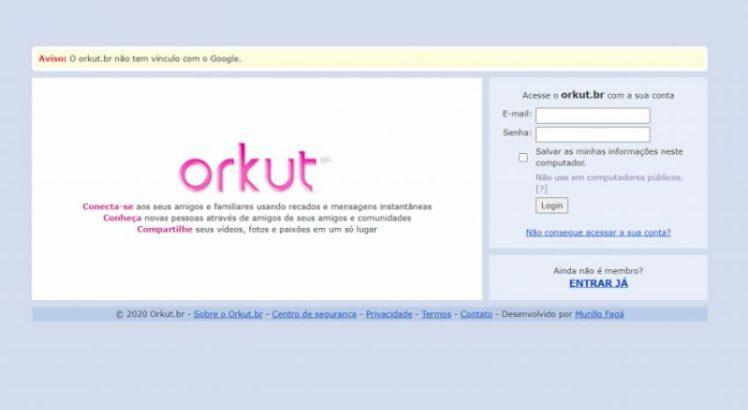 Aviso: O orkut.br não tem vínculo com o Google.
orkut BR
Conecta-se aos seus amigos e familiares usando recados e mensagens instantâneas
Conheça novas pessoas através de amigos de seus amigos e comunidades
Compartilhe seus vídeos, fotos e paixões em um só lugar
Acesse o orkut.br com a sua conta
E-mail:
Senha:
Salvar as minhas informações neste
computador.
Não use em computadores públicos.
[?]
Login
Não consegue acessar a sua conta?
Ainda não é membro?
ENTRAR JÁ
© 2020 Orkut.br - Sobre o Orkut.br - Centro de segurança - Privacidade - Termos - Contato - Desenvolvido por Murillo Fagá